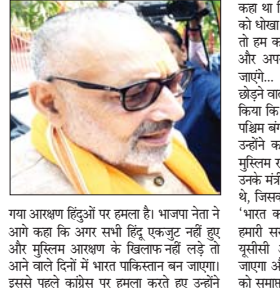 गया आरक्षण हिंदुओं पर हमला है। भाजपा नेता ने
आगे कहा कि अगर सभी हिंदू एकजुट नहीं हुए
और मुस्लिम आरक्षण के खिलाफ नहीं लड़े तो
आने वाले दिनों में भारत पाकिस्तान बन जाएगा।
इससे पहले कांग्रेस पर हमला करते हुए उन्होंने
कहा था
को धोखा
तो हम क
और अप
जाएंगे...
छोड़ने वा
किया कि
पश्चिम बं
उन्होंने क
मुस्लिम र
उनके मंत्री
थे, जिसव
'भारत क
हमारी सर
यूसीसी
जाएगा औ
को समाप्त